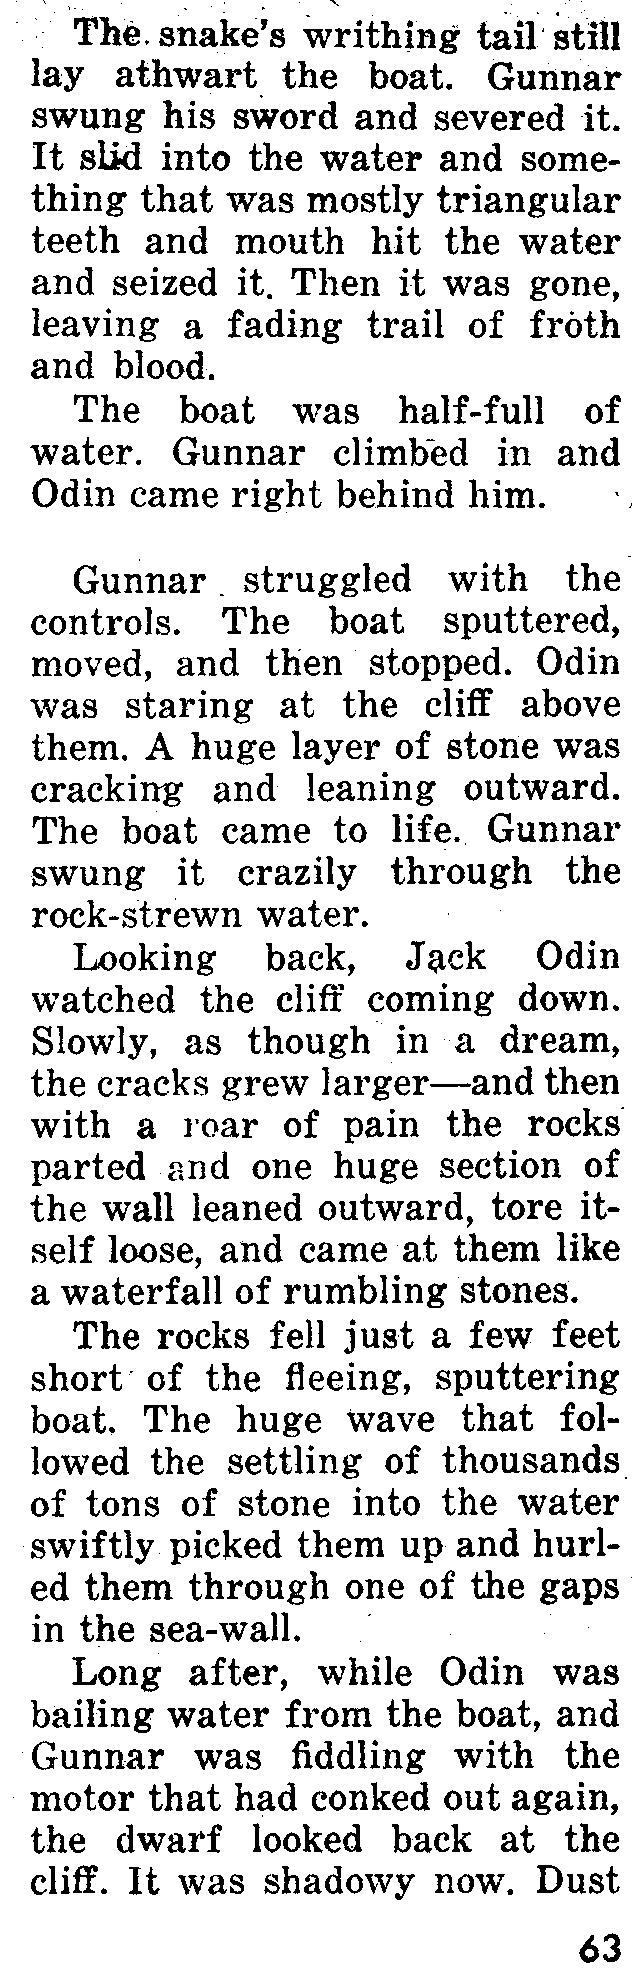 The snake's writhing tail still
lay athwart the boat. Gunnar
swung his sword and severed it.
It slid into the water and some-
thing that was mostly triangular
teeth and mouth hit the water
and seized it. Then it was gone,
leaving a fading trail of froth
and blood.
The boat was half-full of
water. Gunnar climbed in and
Odin came right behind him.
Gunnar struggled with the
controls. The boat sputtered,
moved, and then stopped. Odin
was staring at the cliff above
them. A huge layer of stone was
cracking and leaning outward.
The boat came to life. Gunnar
swung it crazily through the
rock-strewn water.
Looking back, Jack Odin
watched the cliff coming down.
Slowly, as though in a dream,
the cracks grew larger—and then
with a roar of pain the rocks
parted and one huge section of
the wall leaned outward, tore it-
self loose, and came at them like
a waterfall of rumbling stones.
The rocks fell just a few feet
short of the fleeing, sputtering
boat. The huge wave that fol-
lowed the settling of thousands
of tons of stone into the water
swiftly picked them up and hurl-
ed them through one of the gaps
in the sea-wall.
Long after, while Odin was
bailing water from the boat, and
Gunnar was fiddling with the
motor that had conked out again,
the dwarf looked back at the
cliff. It was shadowy now. Dust
63